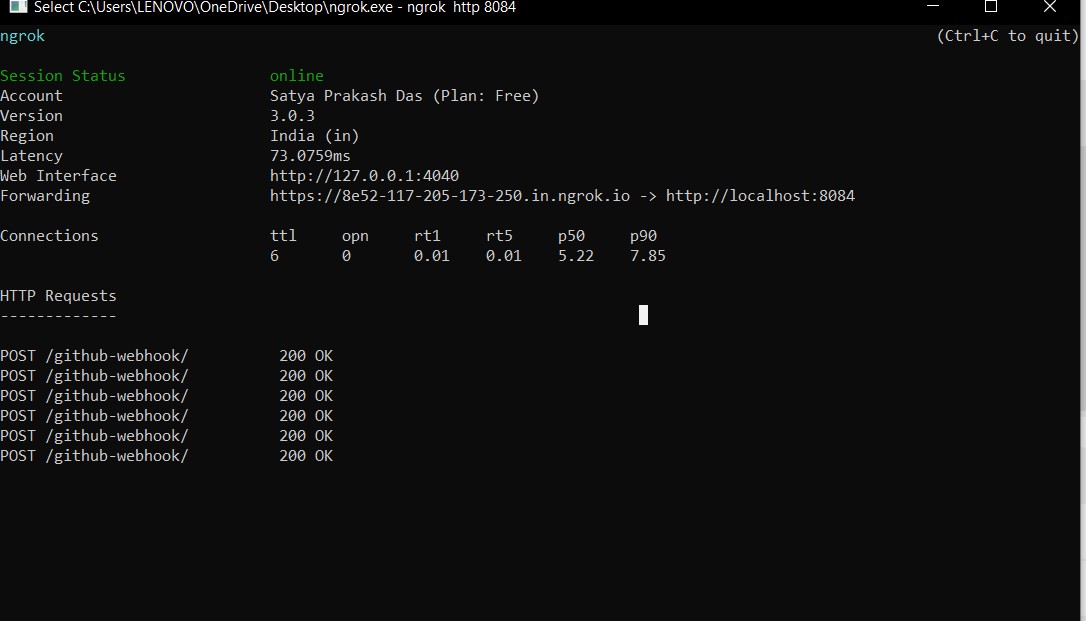 Select C:\Users\LENOVO\OneDrive\Desktop\ngrok.exe - ngrok  http 8084
ngrok (Ctrl+C to quit)
Session Status online
Account Satya Prakash Das (Plan: Free)
Version 3.0.3
Region India (in)
Latency 73.0759ms
Web Interface http://127.0.0.1:4040
Forwarding https://8e52-117-205-173-250.in.ngrok.io -> http://localhost:8084
Connections ttl opn rt1 rt5 p50 p90
6 0 0.01 0.01 5.22 7.85
HTTP Requests
-------------
POST /github-webhook/ 200 OK
POST /github-webhook/ 200 OK
POST /github-webhook/ 200 OK
POST /github-webhook/ 200 OK
POST /github-webhook/ 200 OK
POST /github-webhook/ 200 OK